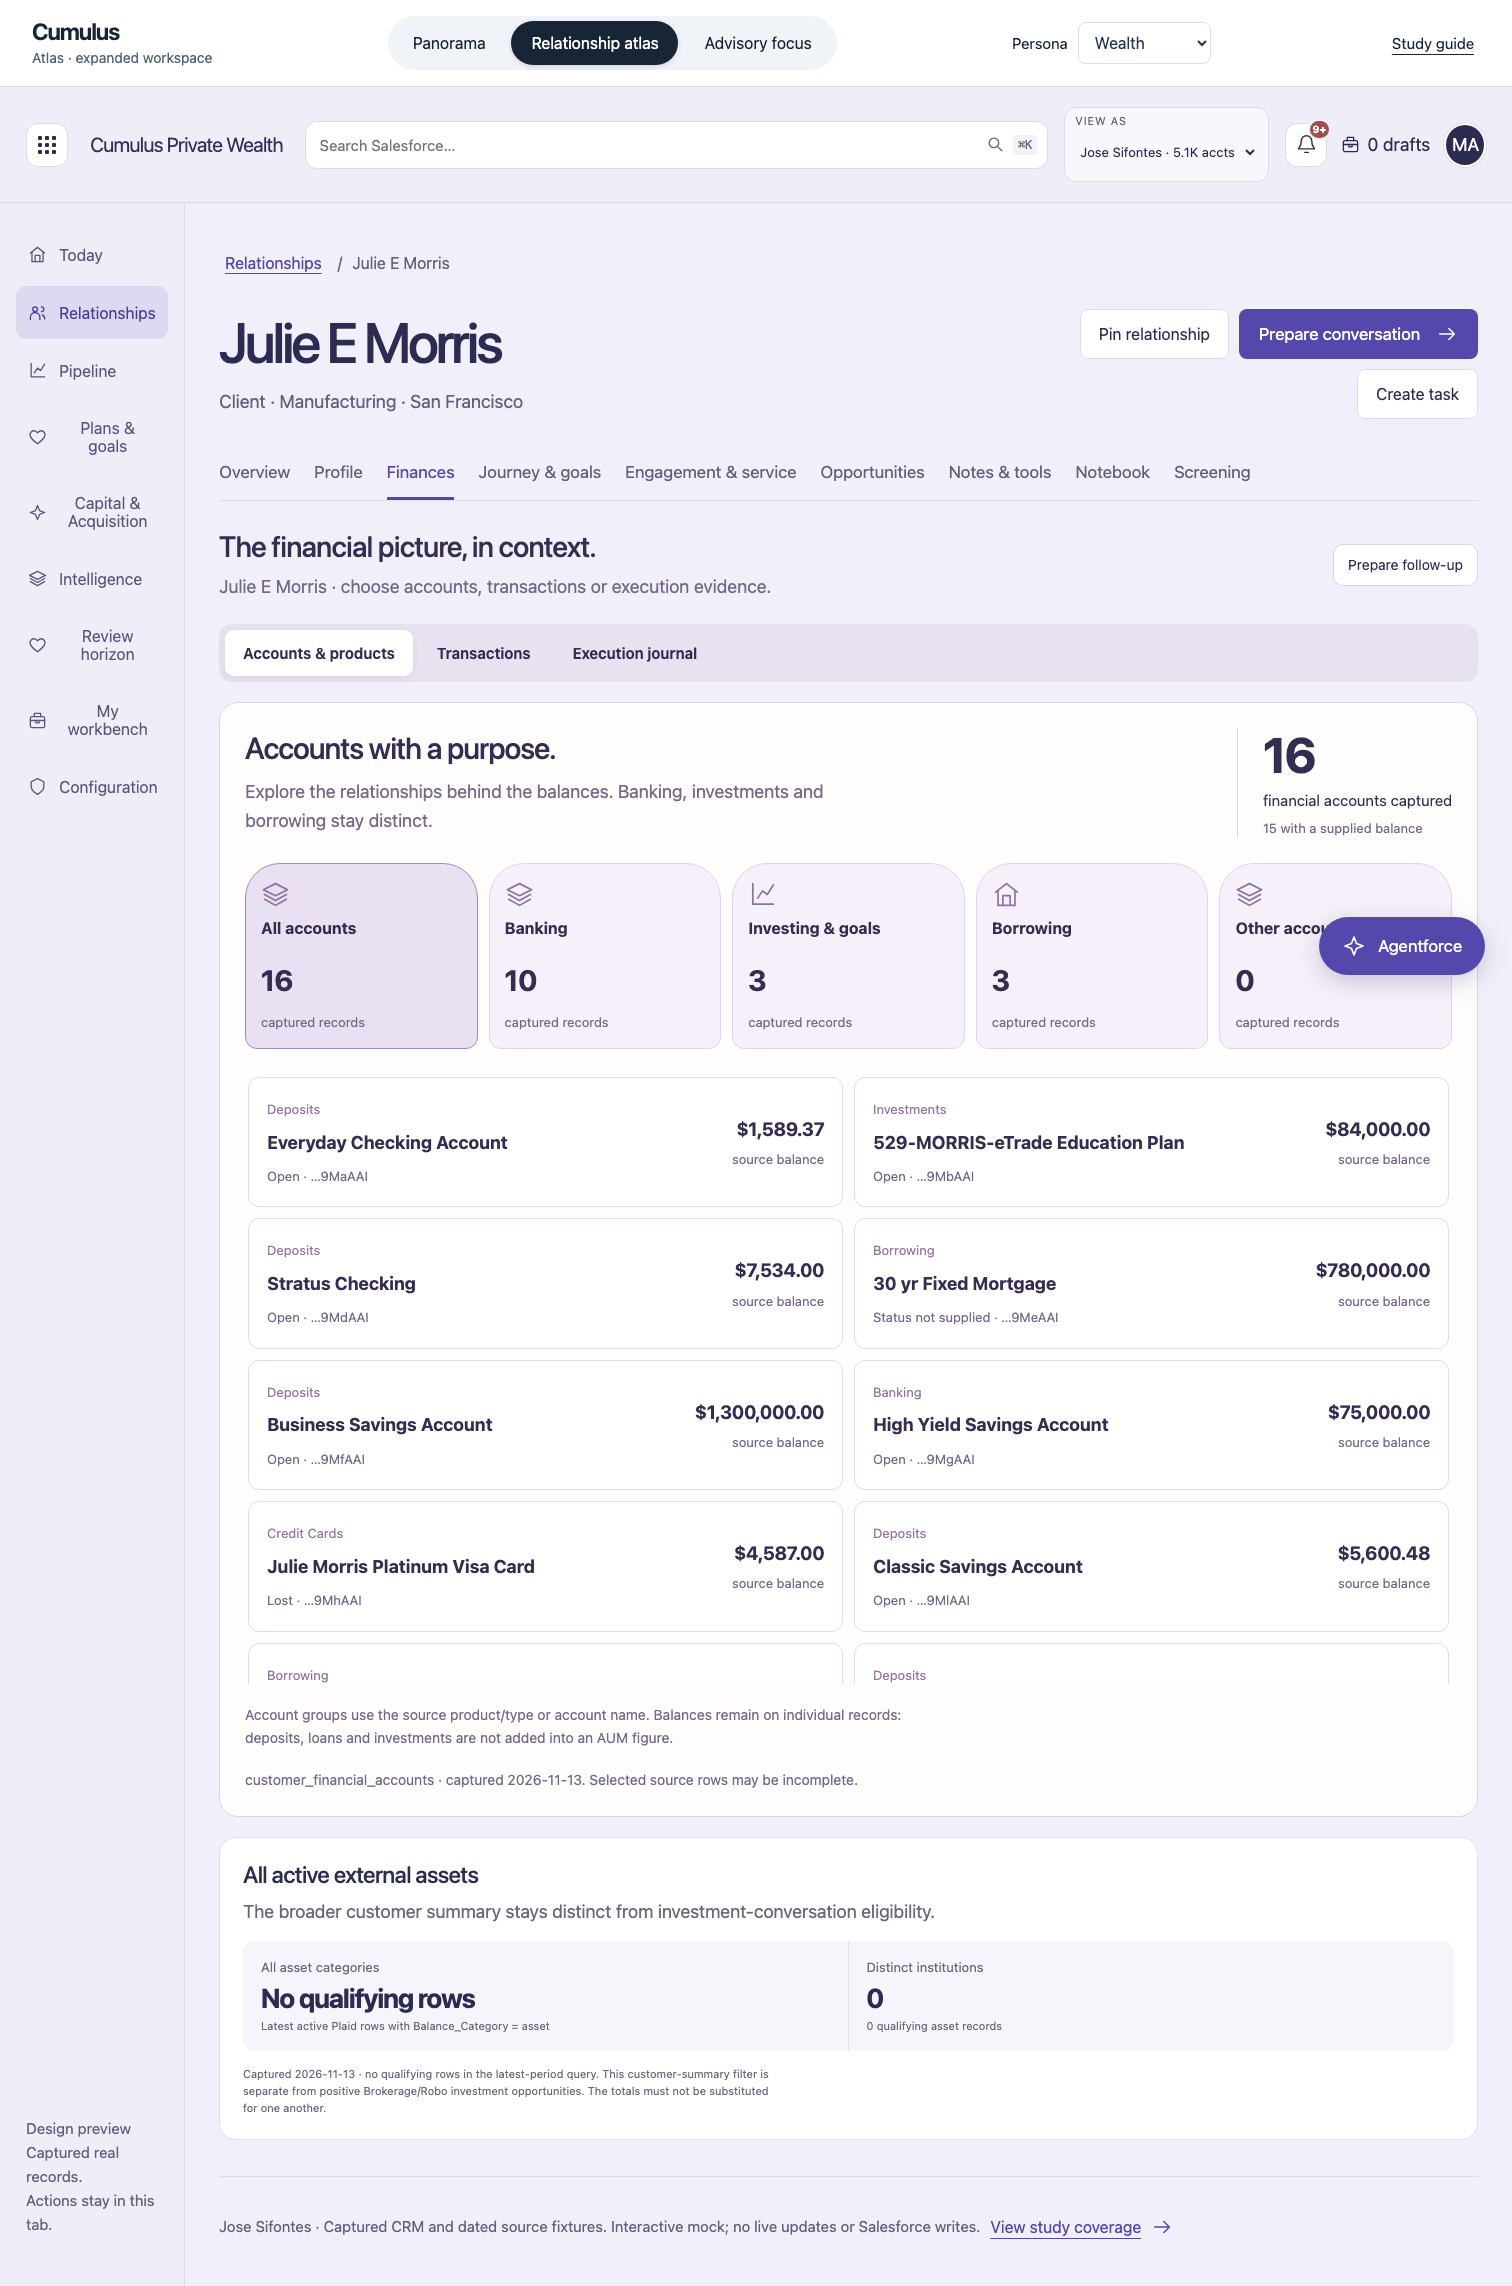 Cumulus
Atlas · expanded workspace
Panorama
Relationship atlas
Advisory focus
Persona
Wealth
Study guide
Cumulus Private Wealth
Search Salesforce...
⌘K
VIEW AS
Jose Sifontes · 5.1K accts
9+
0 drafts
MA
Today
Relationships
Pipeline
Plans &
goals
Capital &
Acquisition
Intelligence
Review
horizon
My
workbench
Configuration
Design preview
Captured real
records.
Actions stay in this
tab.
Relationships / Julie E Morris
Julie E Morris
Client · Manufacturing · San Francisco
Pin relationship
Prepare conversation
Create task
Overview
Profile
Finances
Journey & goals
Engagement & service
Opportunities
Notes & tools
Notebook
Screening
The financial picture, in context.
Julie E Morris · choose accounts, transactions or execution evidence.
Prepare follow-up
Accounts & products
Transactions
Execution journal
Accounts with a purpose.
Explore the relationships behind the balances. Banking, investments and
borrowing stay distinct.
16
financial accounts captured
15 with a supplied balance
All accounts
16
captured records
Banking
10
captured records
Investing & goals
3
captured records
Borrowing
3
captured records
Other
0
captured records
Agentforce
Deposits
Everyday Checking Account
Open · ...9MaAAI
$1,589.37
source balance
Investments
529-MORRIS-eTrade Education Plan
Open · ...9MbAAI
$84,000.00
source balance
Deposits
Stratus Checking
Open · ...9MdAAI
$7,534.00
source balance
Borrowing
30 yr Fixed Mortgage
Status not supplied · ...9MeAAI
$780,000.00
source balance
Deposits
Business Savings Account
Open · ...9MfAAI
$1,300,000.00
source balance
Banking
High Yield Savings Account
Open · ...9MgAAI
$75,000.00
source balance
Credit Cards
Julie Morris Platinum Visa Card
Lost · ...9MhAAI
$4,587.00
source balance
Deposits
Classic Savings Account
Open · ...9MlAAI
$5,600.48
source balance
Borrowing
Deposits
Account groups use the source product/type or account name. Balances remain on individual records:
deposits, loans and investments are not added into an AUM figure.
customer_financial_accounts · captured 2026-11-13. Selected source rows may be incomplete.
All active external assets
The broader customer summary stays distinct from investment-conversation eligibility.
All asset categories
No qualifying rows
Latest active Plaid rows with Balance_Category = asset
Distinct institutions
0
0 qualifying asset records
Captured 2026-11-13 · no qualifying rows in the latest-period query. This customer-summary filter is
separate from positive Brokerage/Robo investment opportunities. The totals must not be substituted
for one another.
Jose Sifontes · Captured CRM and dated source fixtures. Interactive mock; no live updates or Salesforce writes.
View study coverage